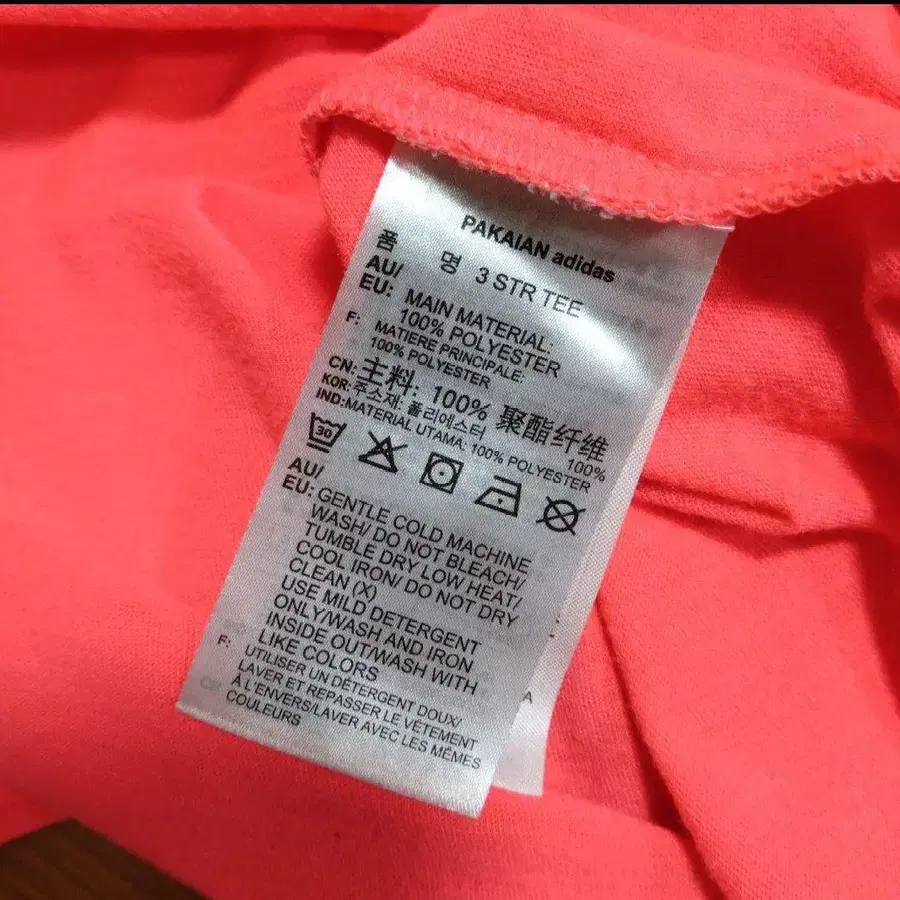 PAKAIAN adidas
품 명 3 STR TEE
AU/
EU: MAIN MATERIAL:
100% POLYESTER
F: MATIERE PRINCIPALE:
100% POLYESTER
CN: 主料: 100% 聚酯纤维
KOR: 주소재: 폴리에스터 100%
IND: MATERIAL UTAMA: 100% POLYESTER
30
AU/
EU: GENTLE COLD MACHINE
WASH/ DO NOT BLEACH/
TUMBLE DRY LOW HEAT/
COOL IRON/ DO NOT DRY
CLEAN (X)
USE MILD DETERGENT
ONLY/WASH AND IRON
INSIDE OUT/WASH WITH
LIKE COLORS
F: UTILISER UN DÉTERGENT DOUX/
LAVER ET REPASSER LE VÊTEMENT
À L'ENVERS/LAVER AVEC LES MÊMES
COULEURS
A